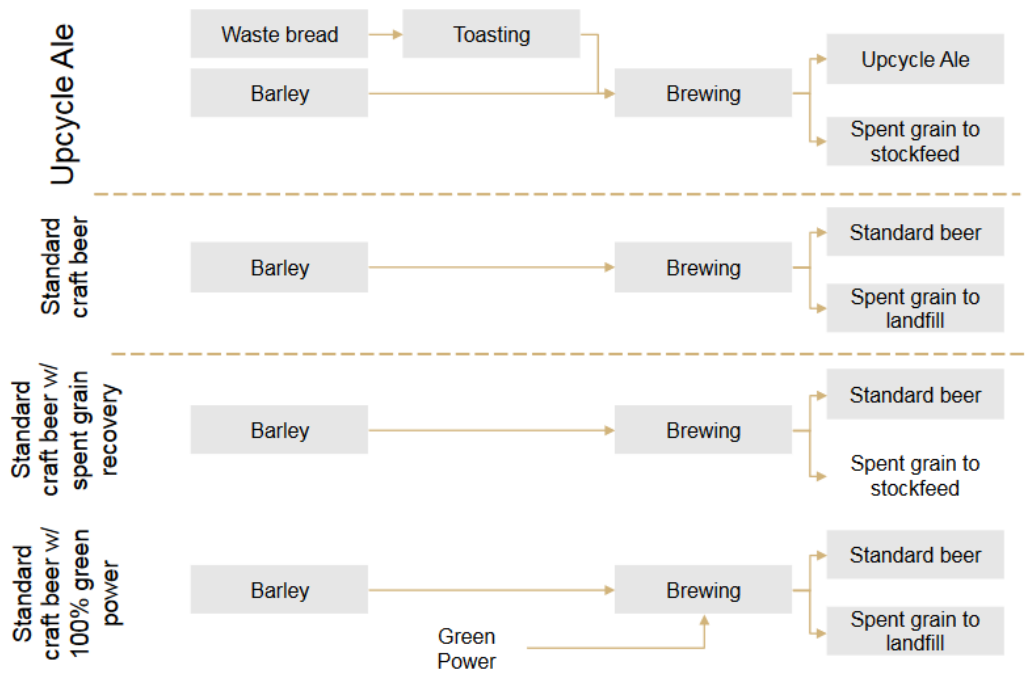 Upcycle Ale
Waste bread
Toasting
Barley
Brewing
Upcycle Ale
Spent grain to
stockfeed
Standard
craft beer
Barley
Brewing
Standard beer
Spent grain to
landfill
Standard
craft beer w/
spent grain
recovery
Barley
Brewing
Standard beer
Spent grain to
stockfeed
Standard
craft beer w/
100% green
power
Barley
Brewing
Green
Power
Standard beer
Spent grain to
landfill